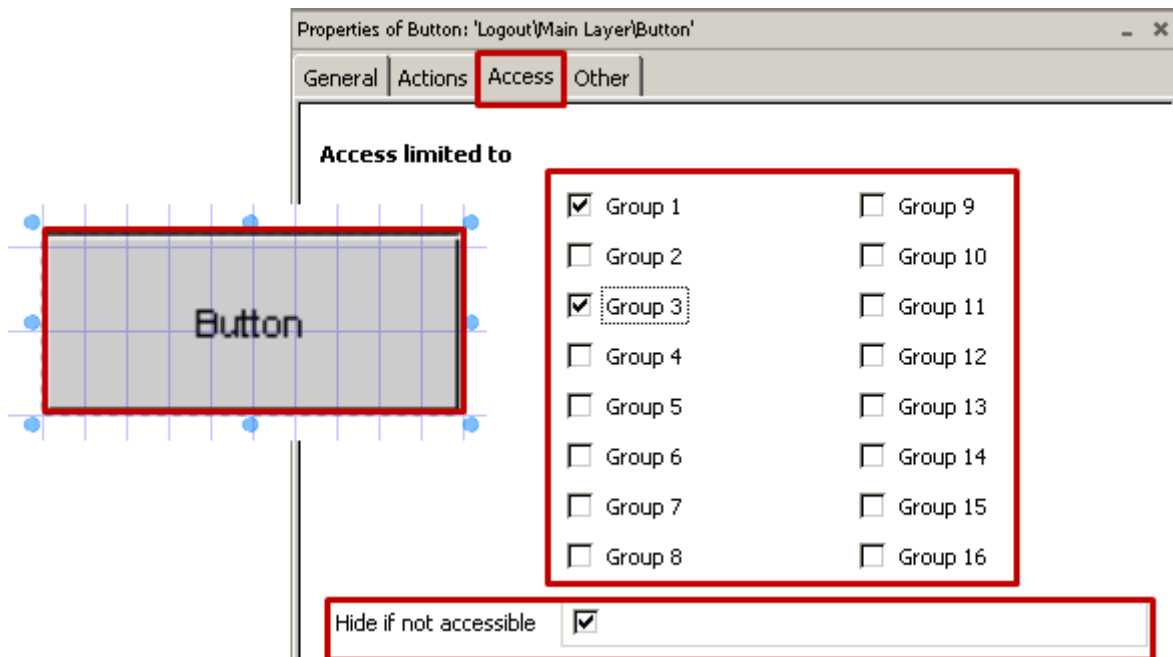 Properties of Button: 'Logout\Main Layer\Button'
General Actions Access Other
Access limited to
Group 1 Group 9
Group 2 Group 10
Group 3 Group 11
Group 4 Group 12
Group 5 Group 13
Group 6 Group 14
Group 7 Group 15
Group 8 Group 16
Button
Hide if not accessible